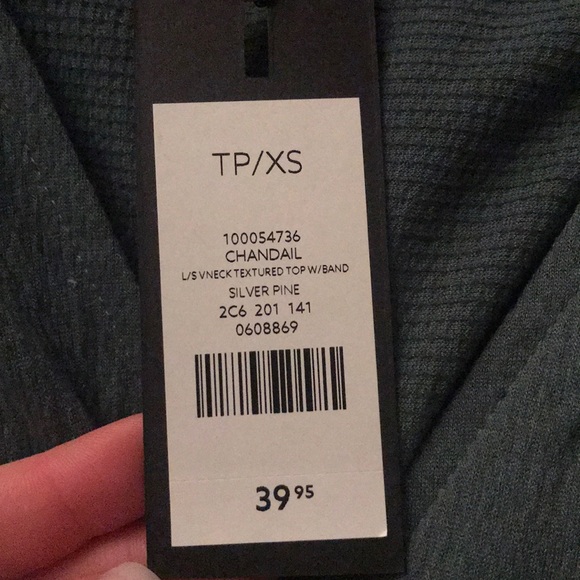 TP/XS
100054736
CHANDAIL
L/S VNECK TEXTURED TOP W/BAND
SILVER PINE
2C6 201 141
0608869
39 95